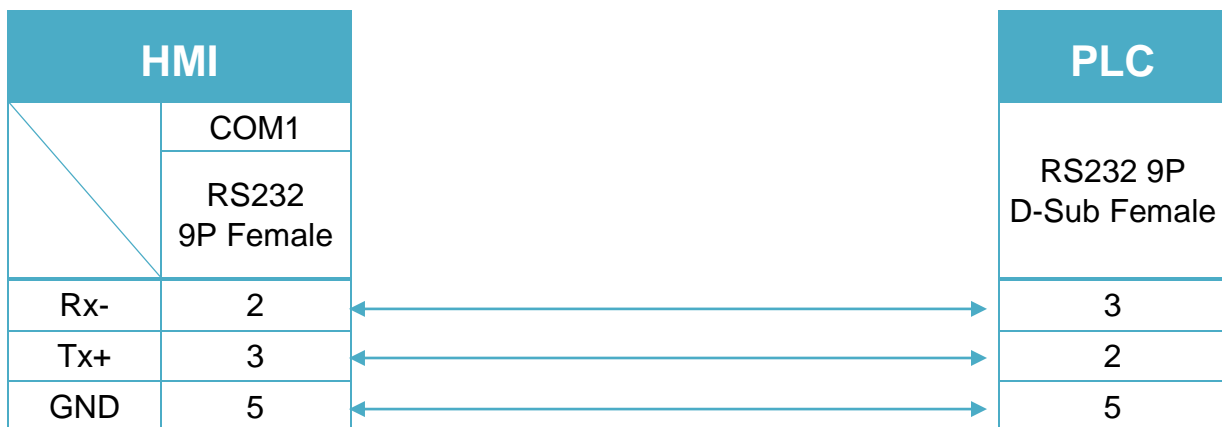 HMI
PLC
COM1
RS232
9P Female
RS232 9P
D-Sub Female
Rx-
2
3
Tx+
3
2
GND
5
5